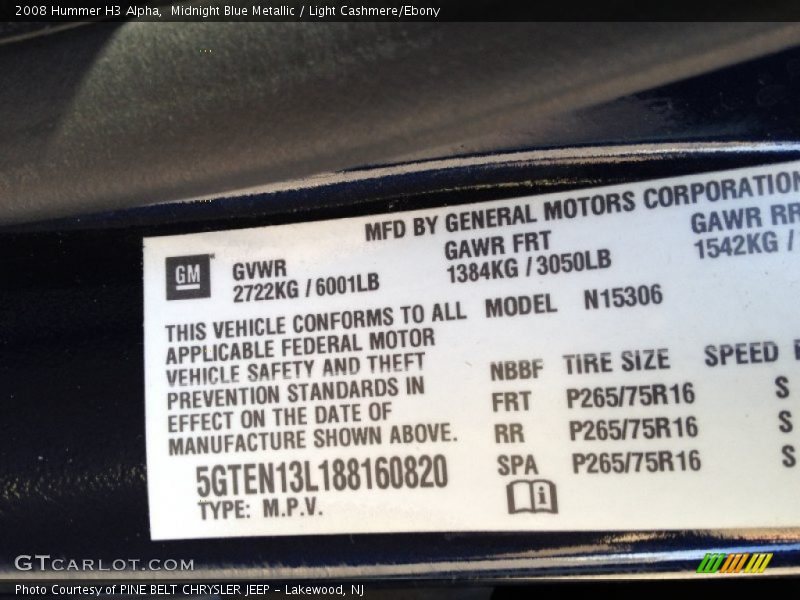 2008 Hummer H3 Alpha,  Midnight Blue Metallic / Light Cashmere/Ebony
MFD BY GENERAL MOTORS CORPORATION
GM
GVWR
2722KG / 6001LB
GAWR FRT
1384KG / 3050LB
GAWR RR
1542KG /
THIS VEHICLE CONFORMS TO ALL
APPLICABLE FEDERAL MOTOR
VEHICLE SAFETY AND THEFT
PREVENTION STANDARDS IN
EFFECT ON THE DATE OF
MANUFACTURE SHOWN ABOVE.
MODEL N15306
NBBF TIRE SIZE SPEED
FRT P265/75R16 S
RR P265/75R16 S
SPA P265/75R16 S
5GTEN13L188160820
TYPE: M.P.V.
GTCARLOT.COM
Photo Courtesy of PINE BELT CHRYSLER JEEP - Lakewood, NJ